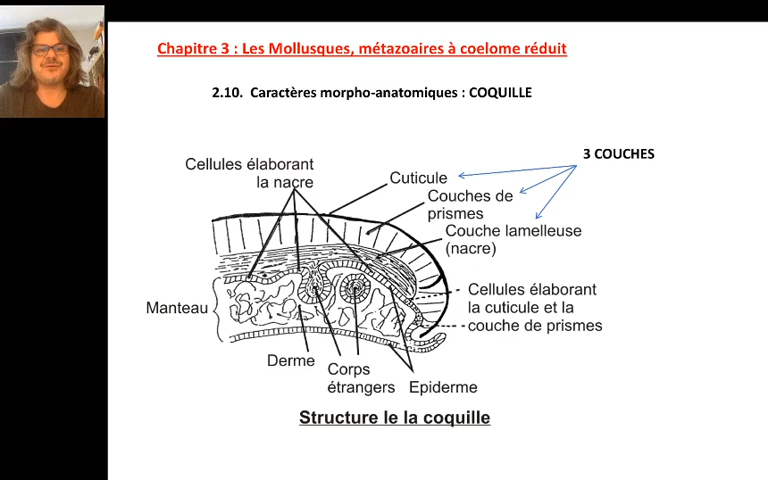 Chapitre 3 : Les Mollusques, métazoaires à coelome réduit
2.10. Caractères morpho-anatomiques : COQUILLE
3 COUCHES
Cellules élaborant
la nacre
Cuticule
Couches de
prismes
Couche lamelleuse
(nacre)
Cellules élaborant
la cuticule et la
couche de prismes
Manteau
Derme
Corps
étrangers
Epiderme
Structure le la coquille